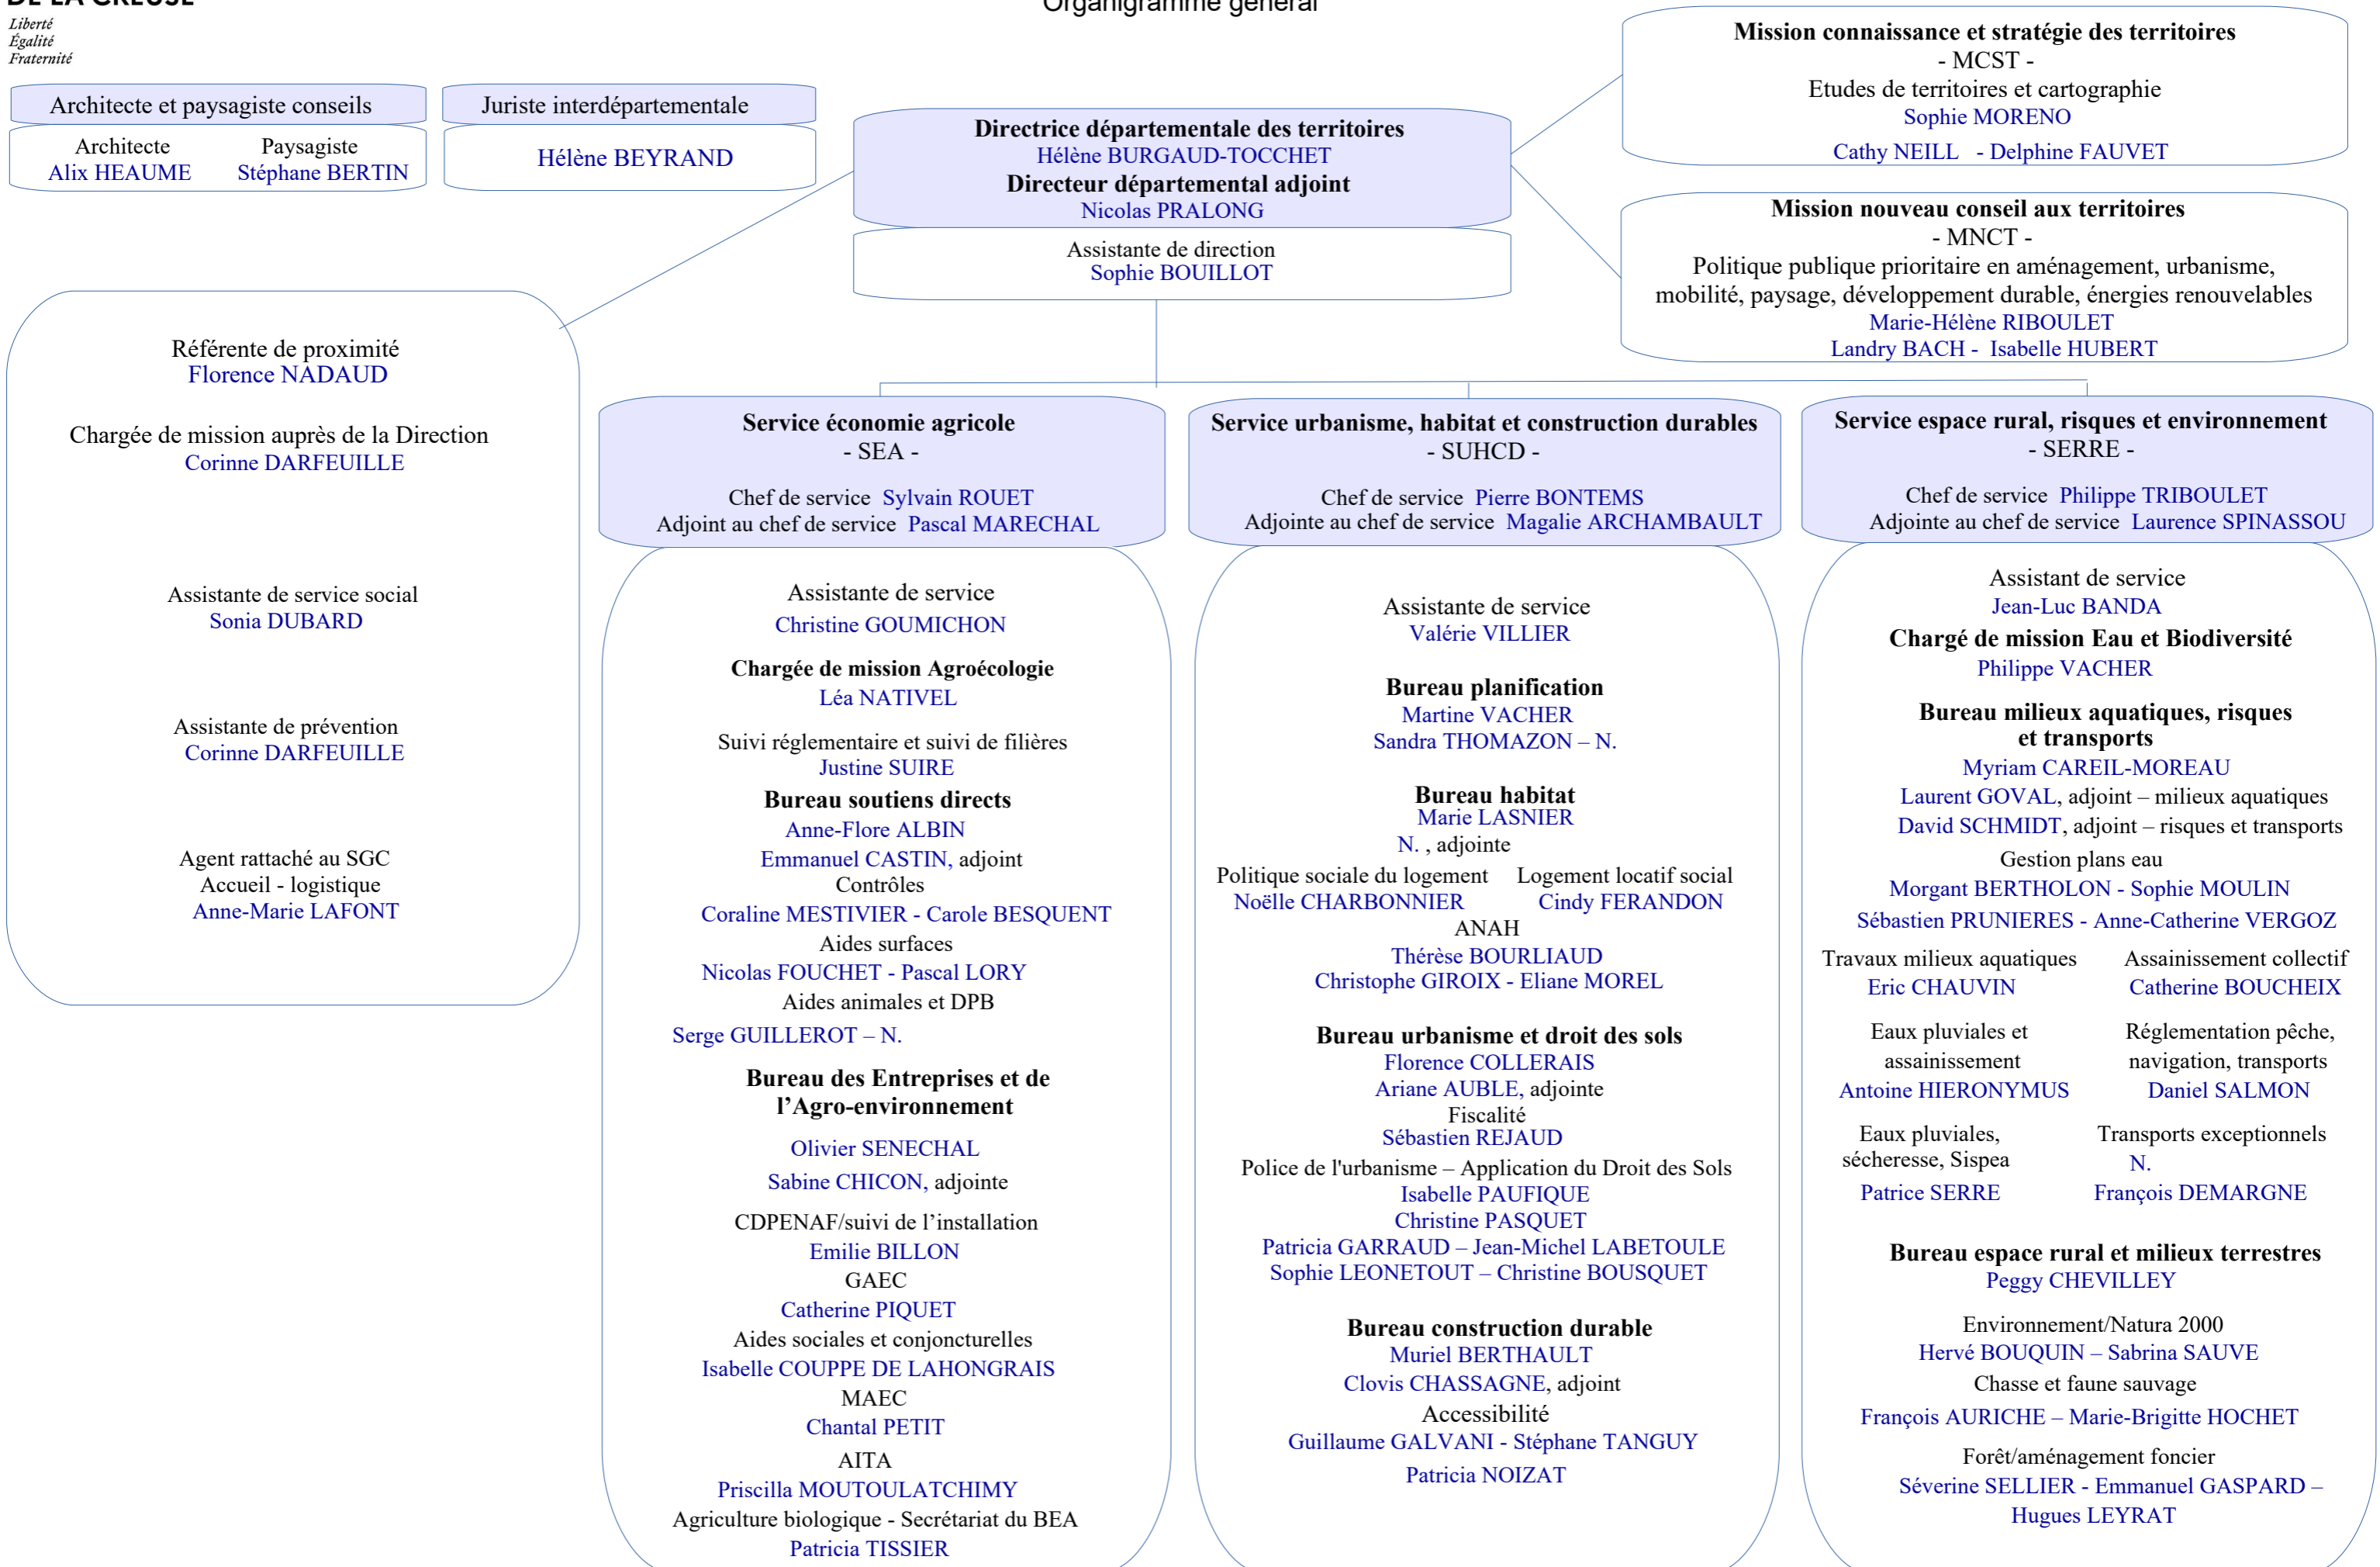 DE LA CREUSE
Liberté
Égalité
Fraternité
Organigramme général
Architecte et paysagiste conseils
Architecte Paysagiste
Alix HEAUME Stéphane BERTIN
Juriste interdépartementale
Hélène BEYRAND
Directrice départementale des territoires
Hélène BURGAUD-TOCCHET
Directeur départemental adjoint
Nicolas PRALONG
Assistante de direction
Sophie BOUILLOT
Mission connaissance et stratégie des territoires
- MCST -
Etudes de territoires et cartographie
Sophie MORENO
Cathy NEILL - Delphine FAUVET
Mission nouveau conseil aux territoires
- MNCT -
Politique publique prioritaire en aménagement, urbanisme,
mobilité, paysage, développement durable, énergies renouvelables
Marie-Hélène RIBOULET
Landry BACH - Isabelle HUBERT
Référente de proximité
Florence NADAUD
Chargée de mission auprès de la Direction
Corinne DARFEUILLE
Assistante de service social
Sonia DUBARD
Assistante de prévention
Corinne DARFEUILLE
Agent rattaché au SGC
Accueil - logistique
Anne-Marie LAFONT
Service économie agricole
- SEA -
Chef de service Sylvain ROUET
Adjoint au chef de service Pascal MARECHAL
Assistante de service
Christine GOUMICHON
Chargée de mission Agroécologie
Léa NATIVEL
Suivi réglementaire et suivi de filières
Justine SUIRE
Bureau soutiens directs
Anne-Flore ALBIN
Emmanuel CASTIN, adjoint
Contrôles
Coraline MESTIVIER - Carole BESQUENT
Aides surfaces
Nicolas FOUCHET - Pascal LORY
Aides animales et DPB
Serge GUILLEROT – N.
Bureau des Entreprises et de
l’Agro-environnement
Olivier SENECHAL
Sabine CHICON, adjointe
CDPENAF/suivi de l’installation
Emilie BILLON
GAEC
Catherine PIQUET
Aides sociales et conjoncturelles
Isabelle COUPPE DE LAHONGRAIS
MAEC
Chantal PETIT
AITA
Priscilla MOUTOULATCHIMY
Agriculture biologique - Secrétariat du BEA
Patricia TISSIER
Service urbanisme, habitat et construction durables
- SUHCD -
Chef de service Pierre BONTEMS
Adjointe au chef de service Magalie ARCHAMBAULT
Assistante de service
Valérie VILLIER
Bureau planification
Martine VACHER
Sandra THOMAZON – N.
Bureau habitat
Marie LASNIER
N. , adjointe
Politique sociale du logement Logement locatif social
Noëlle CHARBONNIER Cindy FERANDON
ANAH
Thérèse BOURLIAUD
Christophe GIROIX - Eliane MOREL
Bureau urbanisme et droit des sols
Florence COLLERAIS
Ariane AUBLE, adjointe
Fiscalité
Sébastien REJAUD
Police de l'urbanisme – Application du Droit des Sols
Isabelle PAUFIQUE
Christine PASQUET
Patricia GARRAUD – Jean-Michel LABETOULE
Sophie LEONETOUT – Christine BOUSQUET
Bureau construction durable
Muriel BERTHAULT
Clovis CHASSAGNE, adjoint
Accessibilité
Guillaume GALVANI - Stéphane TANGUY
Patricia NOIZAT
Service espace rural, risques et environnement
- SERRE -
Chef de service Philippe TRIBOULET
Adjointe au chef de service Laurence SPINASSOU
Assistant de service
Jean-Luc BANDA
Chargé de mission Eau et Biodiversité
Philippe VACHER
Bureau milieux aquatiques, risques
et transports
Myriam CAREIL-MOREAU
Laurent GOVAL, adjoint – milieux aquatiques
David SCHMIDT, adjoint – risques et transports
Gestion plans eau
Morgant BERTHOLON - Sophie MOULIN
Sébastien PRUNIERES - Anne-Catherine VERGOZ
Travaux milieux aquatiques Assainissement collectif
Eric CHAUVIN Catherine BOUCHEIX
Eaux pluviales et Réglementation pêche,
assainissement navigation, transports
Antoine HIERONYMUS Daniel SALMON
Eaux pluviales, Transports exceptionnels
sécheresse, Sispea N.
Patrice SERRE François DEMARGNE
Bureau espace rural et milieux terrestres
Peggy CHEVILLEY
Environnement/Natura 2000
Hervé BOUQUIN – Sabrina SAUVE
Chasse et faune sauvage
François AURICHE – Marie-Brigitte HOCHET
Forêt/aménagement foncier
Séverine SELLIER - Emmanuel GASPARD –
Hugues LEYRAT